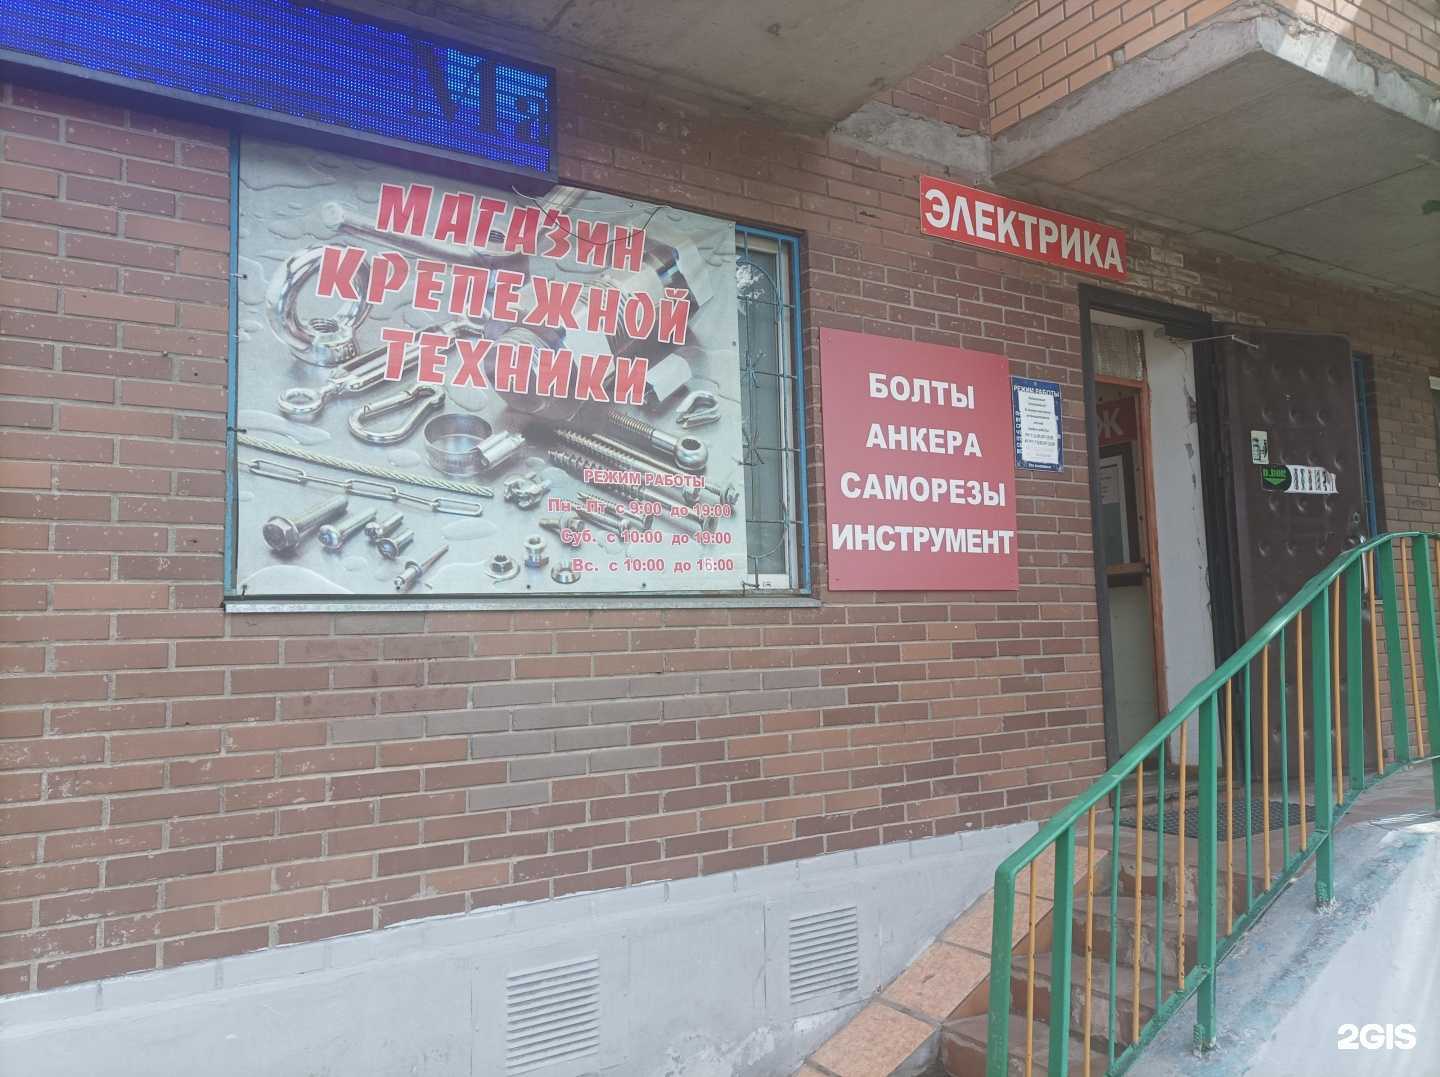 МАГАЗИН
КРЕПЕЖНОЙ
ТЕХНИКИ
РЕЖИМ РАБОТЫ
Пн - Пт с 9:00 до 19:00
Суб. с 10:00 до 19:00
Вс. с 10:00 до 16:00
ЭЛЕКТРИКА
БОЛТЫ
АНКЕРА
САМОРЕЗЫ
ИНСТРУМЕНТ
РЕЖИМ РАБОТЫ
2GIS